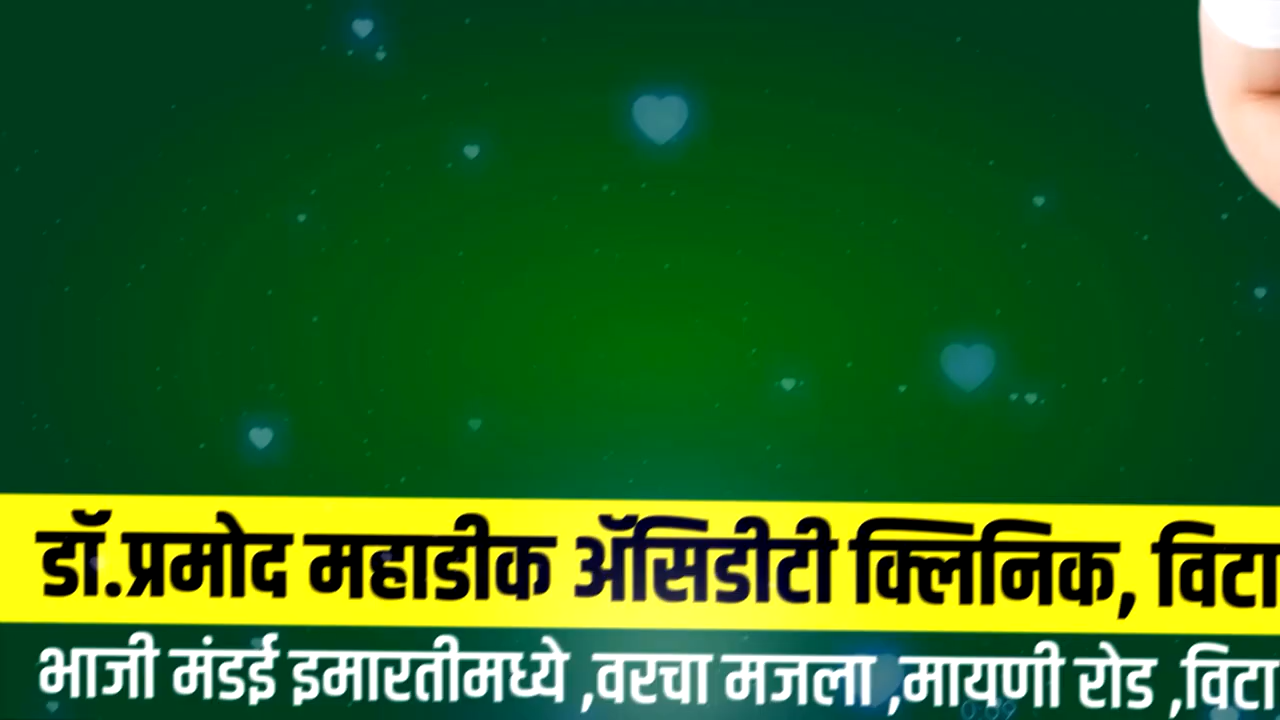 डॉ.प्रमोद महाडीक ॲसिडीटी क्लिनिक, विटा
भाजी मंडई इमारतीमध्ये ,वरचा मजला ,मायणी रोड ,विटा